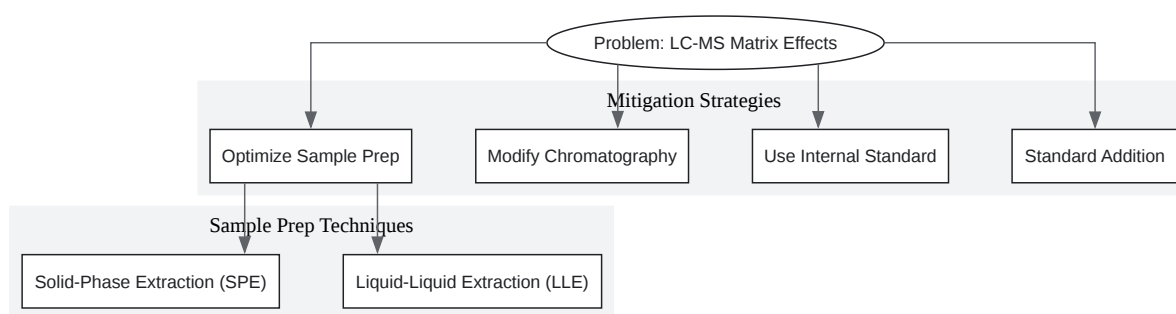 Problem: LC-MS Matrix Effects
Mitigation Strategies
Optimize Sample Prep
Modify Chromatography
Use Internal Standard
Standard Addition
Sample Prep Techniques
Solid-Phase Extraction (SPE)
Liquid-Liquid Extraction (LLE)